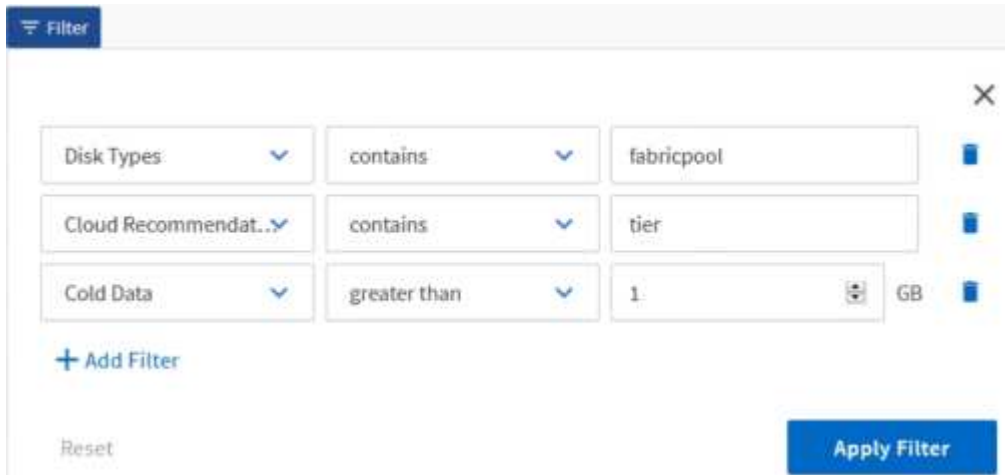 Filter
Disk Types contains fabricpool
Cloud Recommendat... contains tier
Cold Data greater than 1 GB
+ Add Filter
Reset Apply Filter